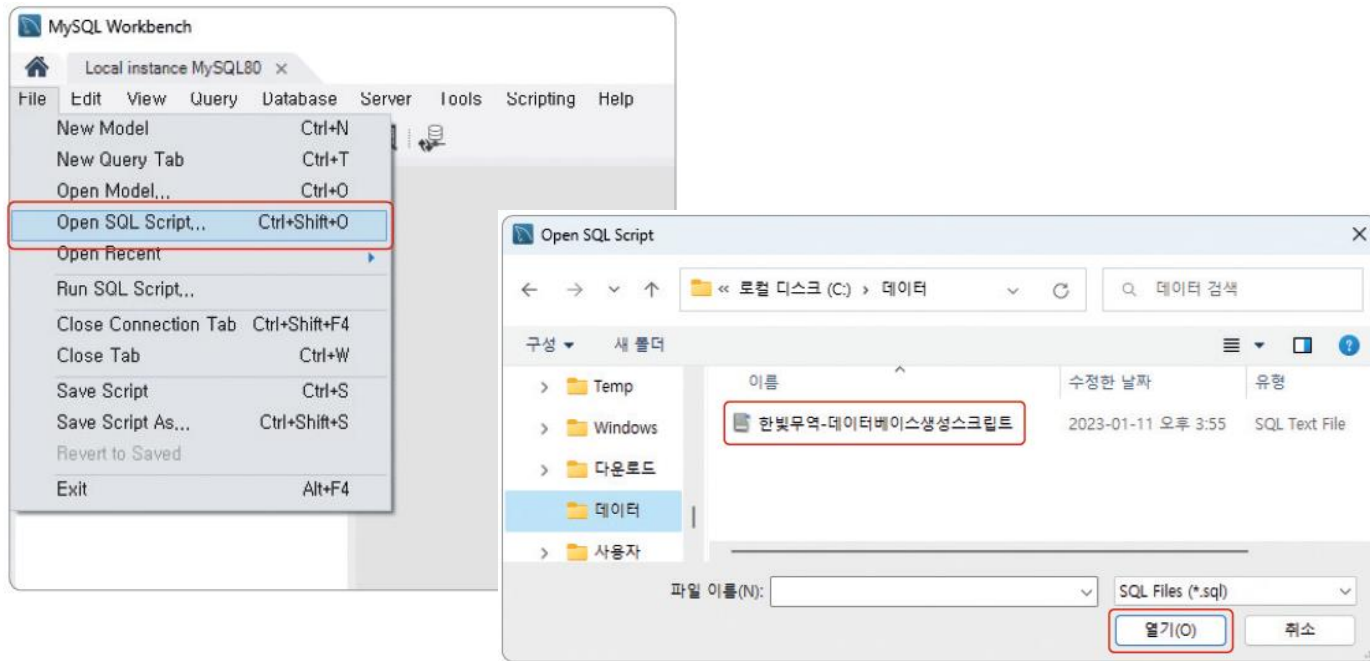 MySQL Workbench
Local instance MySQL80 ×
File Edit View Query Database Server Tools Scripting Help
New Model Ctrl+N
New Query Tab Ctrl+T
Open Model... Ctrl+O
Open SQL Script... Ctrl+Shift+O
Open Recent
Run SQL Script...
Close Connection Tab Ctrl+Shift+F4
Close Tab Ctrl+W
Save Script Ctrl+S
Save Script As... Ctrl+Shift+S
Revert to Saved
Exit Alt+F4
Open SQL Script
« 로컬 디스크 (C:) › 데이터
데이터 검색
구성 새 폴더
이름 수정한 날짜 유형
Temp
한빛무역-데이터베이스생성스크립트 2023-01-11 오후 3:55 SQL Text File
Windows
다운로드
데이터
사용자
파일 이름(N): SQL Files (*.sql)
열기(O) 취소